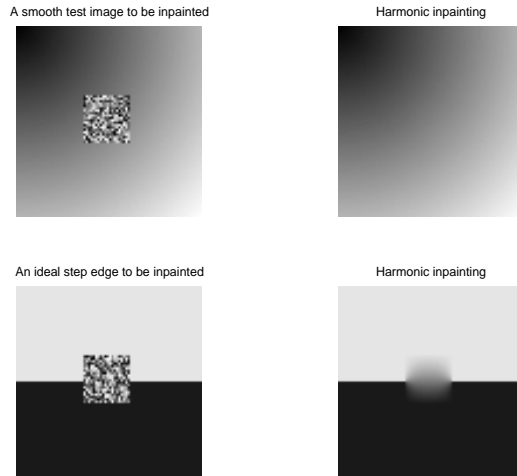 A smooth test image to be inpainted
Harmonic inpainting
An ideal step edge to be inpainted
Harmonic inpainting